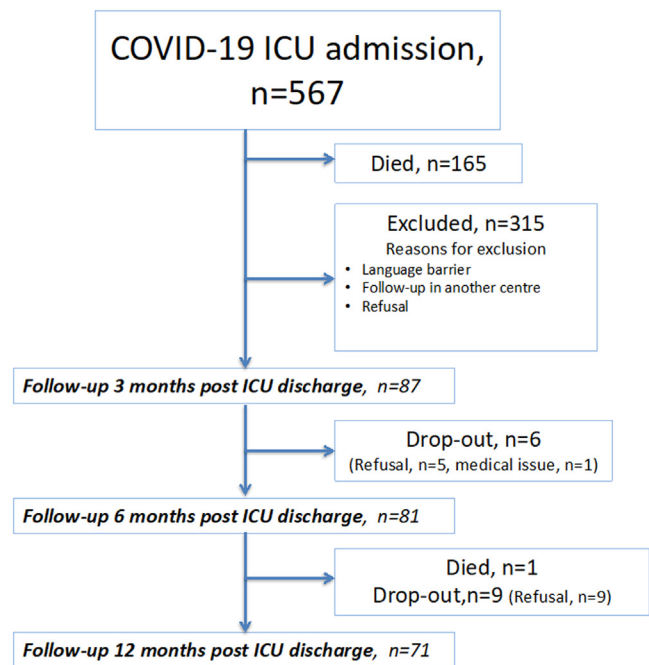 COVID-19 ICU admission,
n=567
Died, n=165
Excluded, n=315
Reasons for exclusion
• Language barrier
• Follow-up in another centre
• Refusal
Follow-up 3 months post ICU discharge, n=87
Drop-out, n=6
(Refusal, n=5, medical issue, n=1)
Follow-up 6 months post ICU discharge, n=81
Died, n=1
Drop-out,n=9 (Refusal, n=9)
Follow-up 12 months post ICU discharge, n=71